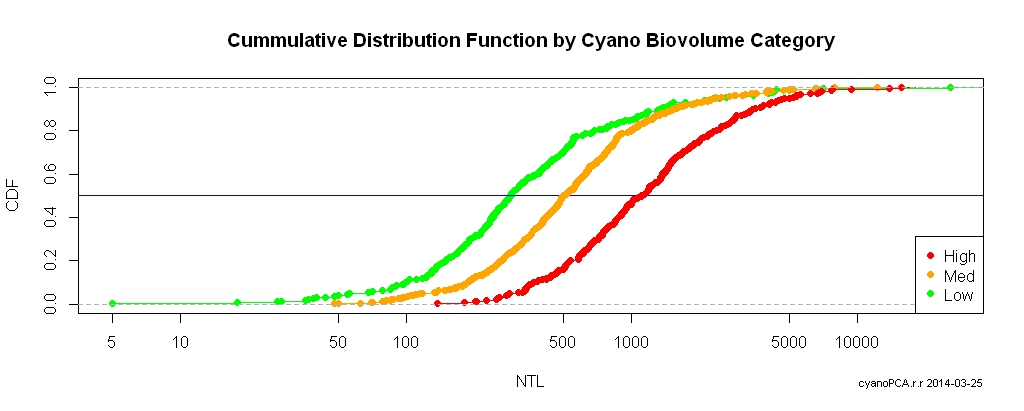 Cummulative Distribution Function by Cyano Biovolume Category
CDF
1.0
0.8
0.6
0.4
0.2
0.0
High
Med
Low
5 10 50 100 500 1000 5000 10000
NTL
cyanoPCA.r.r 2014-03-25